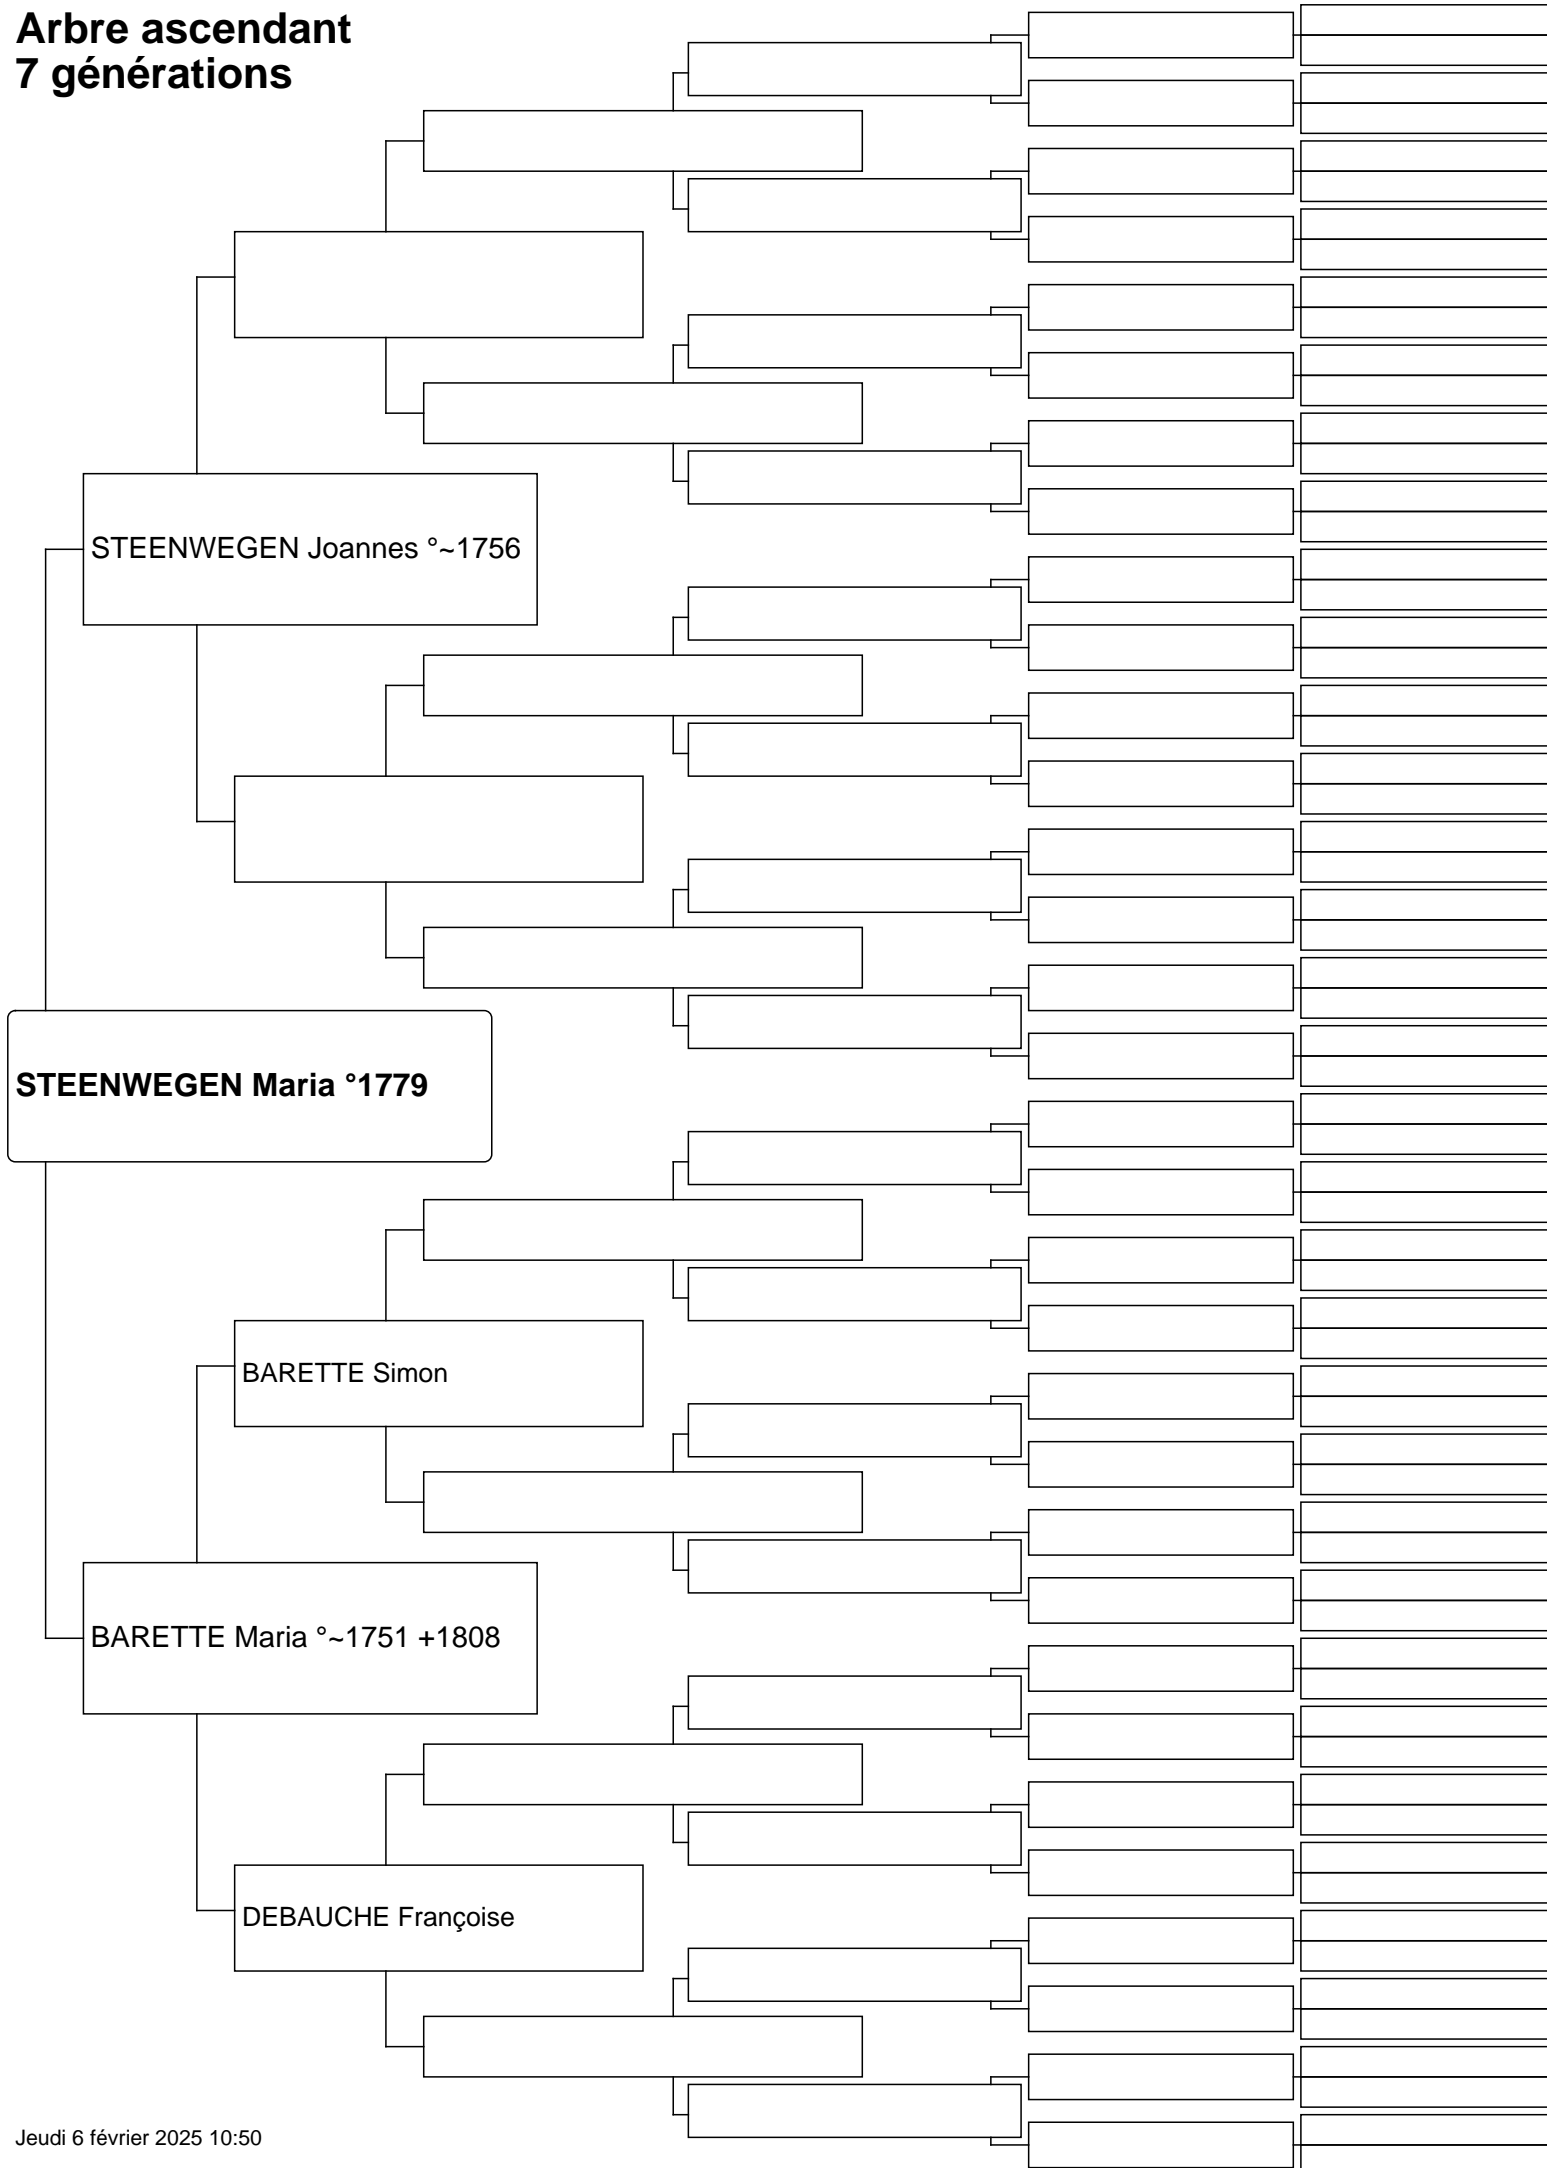 Arbre ascendant
7 générations
STEENWEGEN Joannes °~1756
STEENWEGEN Maria °1779
BARETTE Simon
BARETTE Maria °~1751 +1808
DEBAUCHE Françoise
Jeudi 6 février 2025 10:50